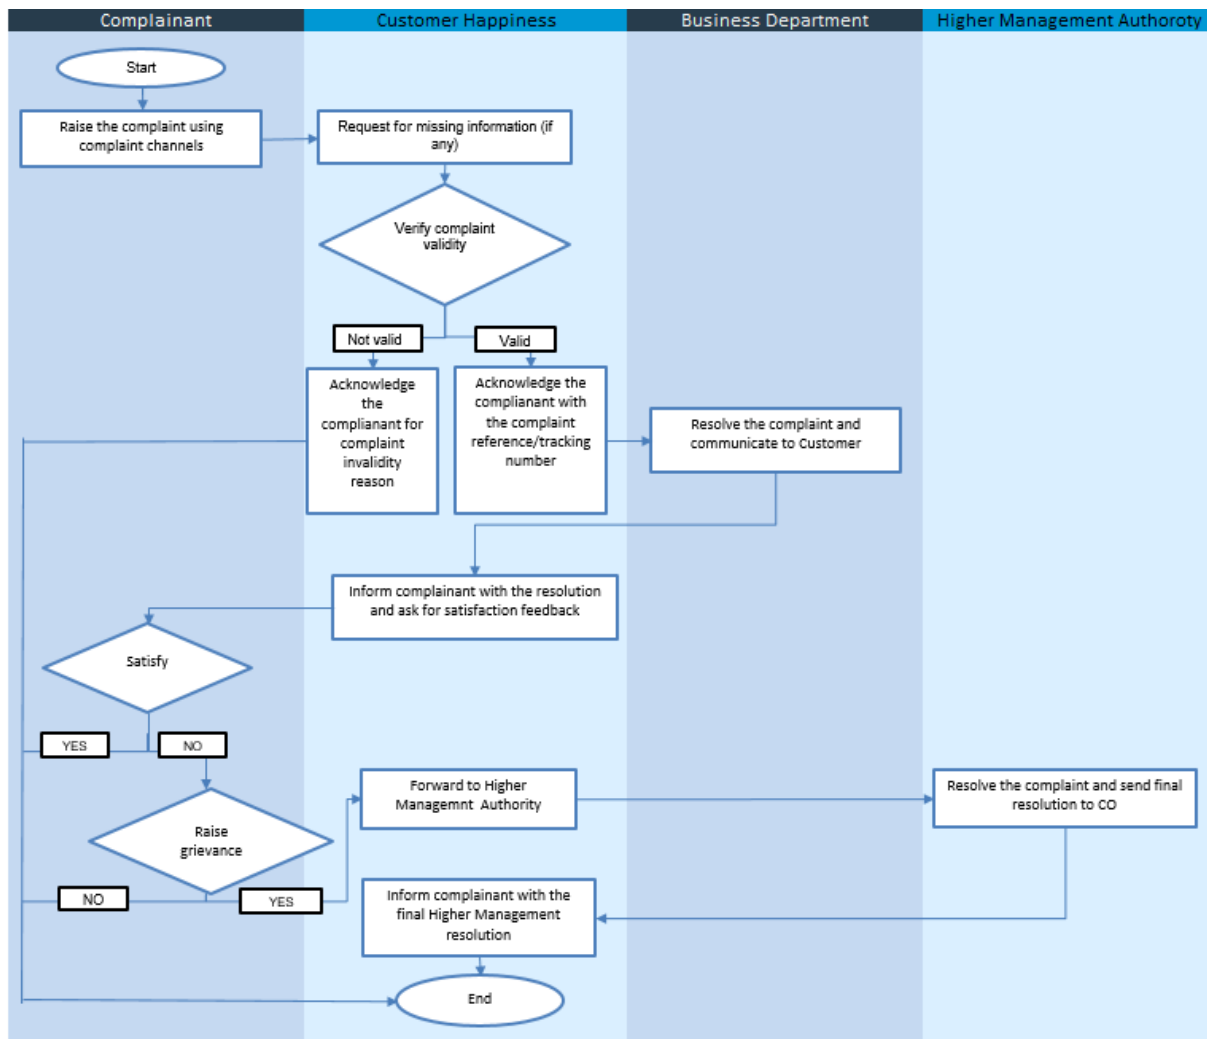 Complainant
Customer Happiness
Business Department
Higher Management Authoroty
Start
Raise the complaint using
complaint channels
Request for missing information (if
any)
Verify complaint
validity
Not valid
Valid
Acknowledge
the
complianant for
complaint
invalidity
reason
Acknowledge the
complianant with
the complaint
reference/tracking
number
Resolve the complaint and
communicate to Customer
Inform complainant with the resolution
and ask for satisfaction feedback
Satisfy
YES
NO
Raise
grievance
NO
YES
Forward to Higher
Managemnt Authority
Resolve the complaint and send final
resolution to CO
Inform complainant with the
final Higher Management
resolution
End